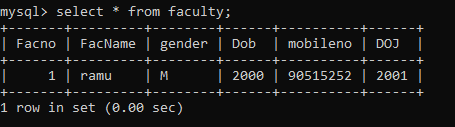 mysql> select * from faculty;
+-------+---------+--------+------+----------+------+
| Facno | FacName | gender | Dob  | mobileno | DOJ  |
+-------+---------+--------+------+----------+------+
|     1 | ramu    | M      | 2000 | 90515252 | 2001 |
+-------+---------+--------+------+----------+------+
1 row in set (0.00 sec)